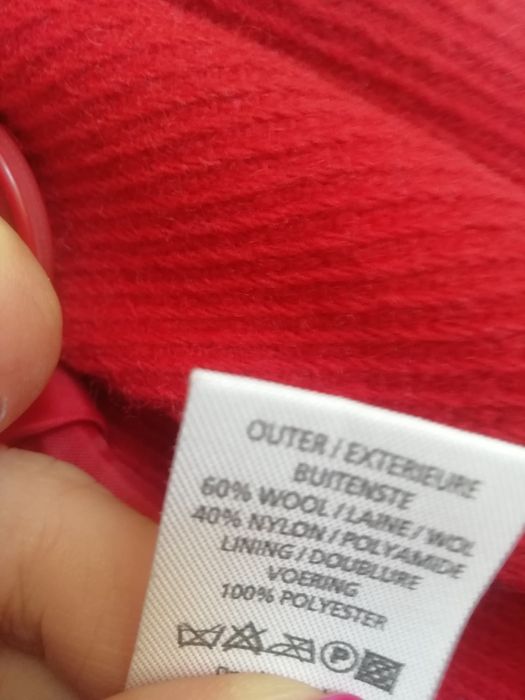 OUTER / EXTERIEURE
BUITENSTE
60% WOOL / LAINE / WOL
40% NYLON / POLYAMIDE
LINING / DOUBLURE
VOERING
100% POLYESTER
P